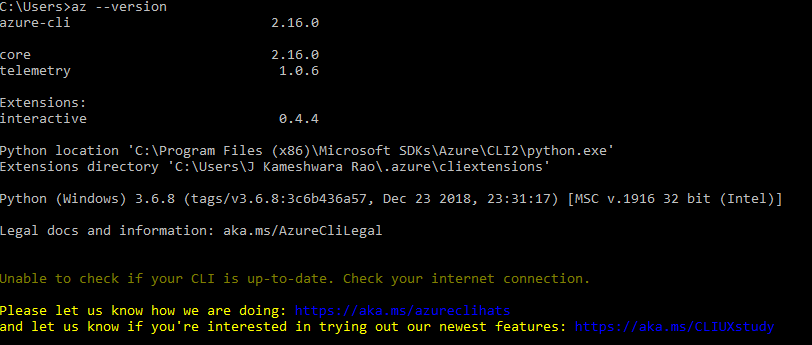 C:\Users>az --version
azure-cli                         2.16.0
core                              2.16.0
telemetry                          1.0.6
Extensions:
interactive                        0.4.4
Python location 'C:\Program Files (x86)\Microsoft SDKs\Azure\CLI2\python.exe'
Extensions directory 'C:\Users\J Kameshwara Rao\.azure\cliextensions'
Python (Windows) 3.6.8 (tags/v3.6.8:3c6b436a57, Dec 23 2018, 23:31:17) [MSC v.1916 32 bit (Intel)]
Legal docs and information: aka.ms/AzureCliLegal
Unable to check if your CLI is up-to-date. Check your internet connection.
Please let us know how we are doing: https://aka.ms/azureclihats
and let us know if you're interested in trying out our newest features: https://aka.ms/CLIUXstudy